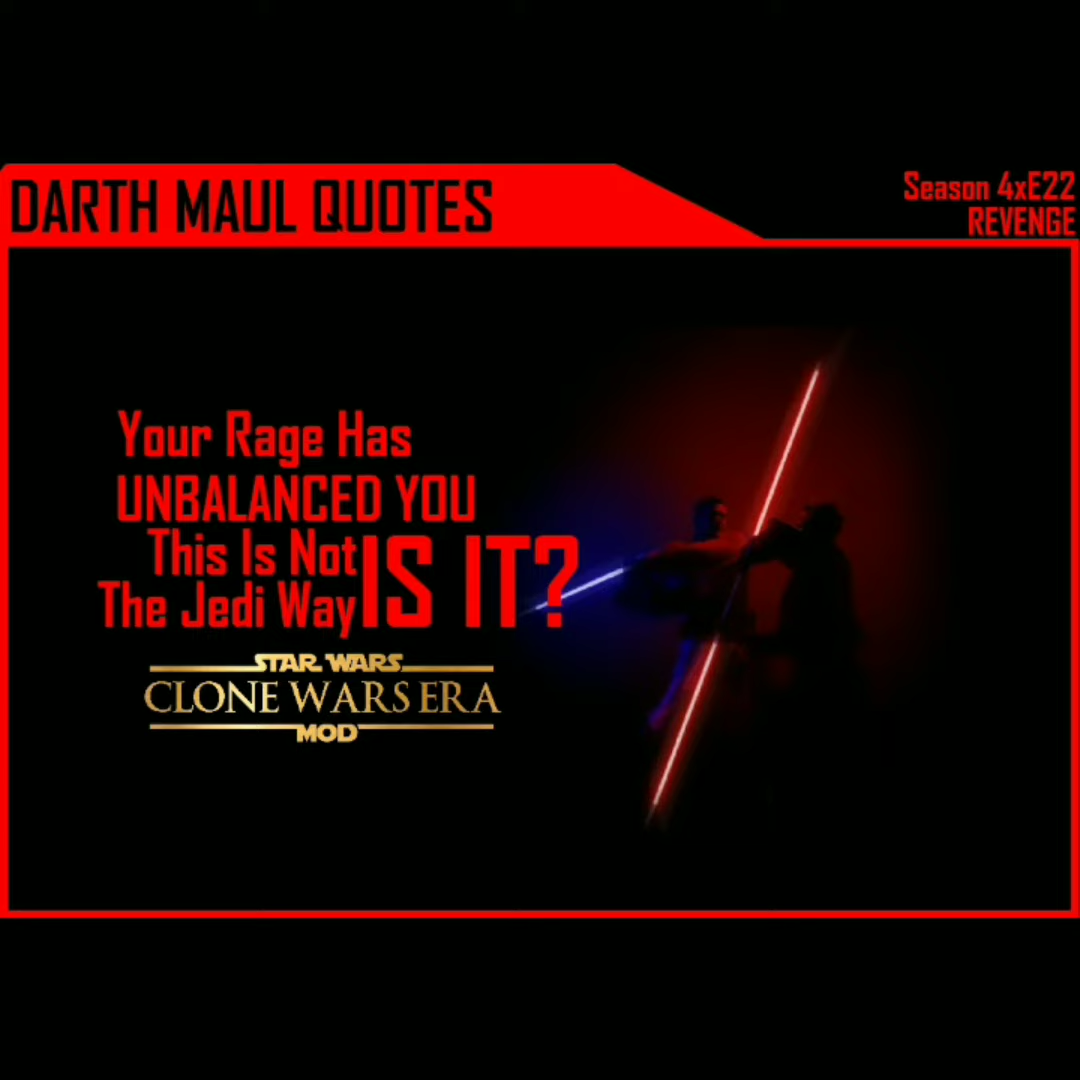 DARTH MAUL QUOTES
Season 4xE22
REVENGE
Your Rage Has
UNBALANCED YOU
This Is Not
The Jedi Way
IS IT?
STAR WARS
CLONE WARS ERA
MOD